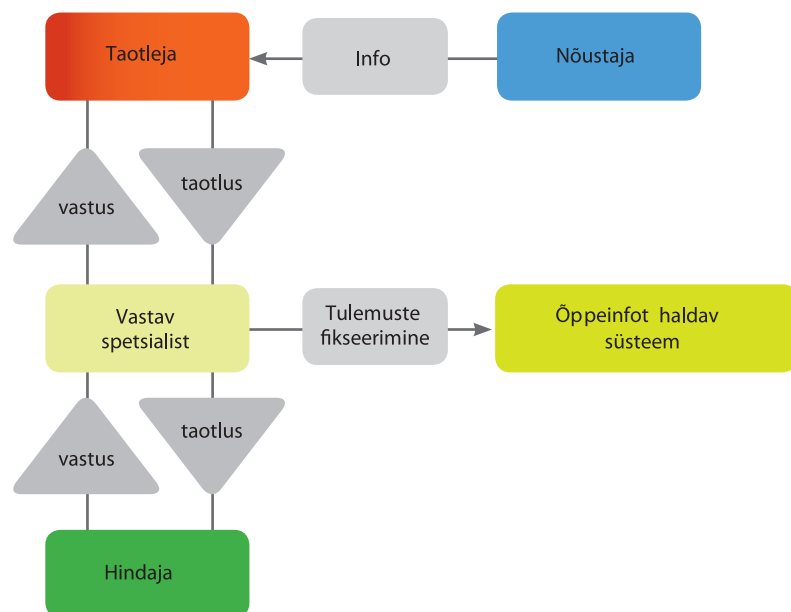 Taotleja
Info
Nõustaja
vastus
taotlus
Vastav
spetsialist
Tulemuste
fikseerimine
Õppeinfot haldav
süsteem
vastus
taotlus
Hindaja